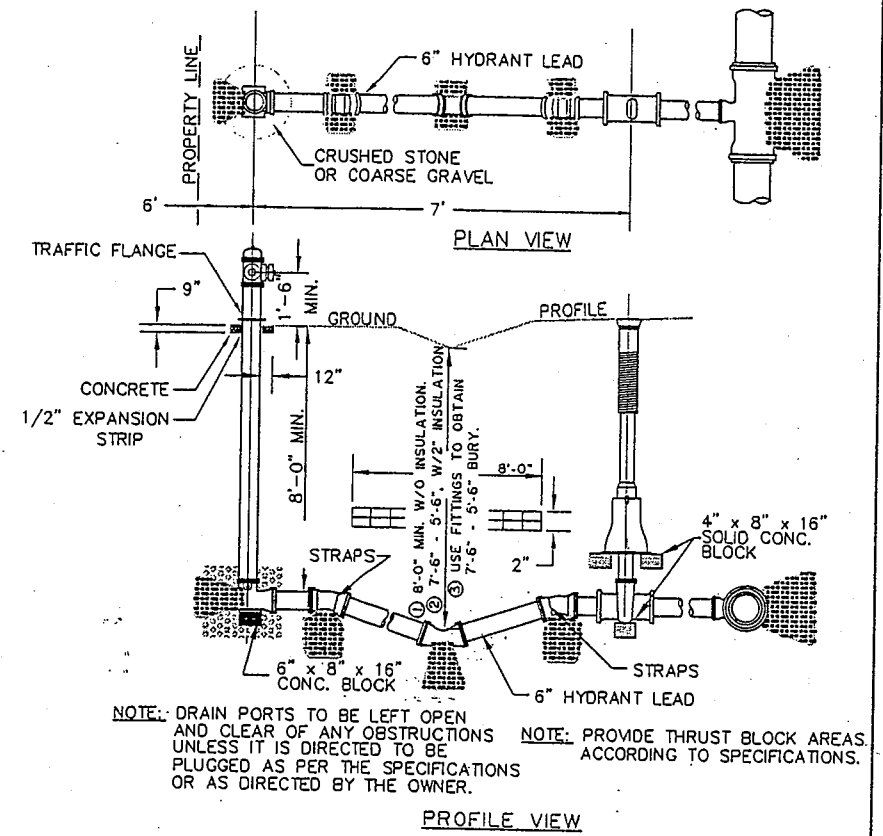 PROPERTY LINE
6" HYDRANT LEAD
CRUSHED STONE
OR COARSE GRAVEL
6'
7'
PLAN VIEW
TRAFFIC FLANGE
9"
1'-6"
MIN.
GROUND
PROFILE
CONCRETE
12"
1/2" EXPANSION
STRIP
8'-0" MIN.
① 8'-0" MIN. W/O INSULATION.
② 7'-6" - 5'-6", W/2" INSULATION
③ USE FITTINGS TO OBTAIN
7'-6" - 5'-6" BURY.
8'-0"
2"
4" x 8" x 16"
SOLID CONC.
BLOCK
STRAPS
STRAPS
6" x 8" x 16"
CONC. BLOCK
6" HYDRANT LEAD
NOTE: DRAIN PORTS TO BE LEFT OPEN
AND CLEAR OF ANY OBSTRUCTIONS
UNLESS IT IS DIRECTED TO BE
PLUGGED AS PER THE SPECIFICATIONS
OR AS DIRECTED BY THE OWNER.
NOTE: PROVIDE THRUST BLOCK AREAS
ACCORDING TO SPECIFICATIONS.
PROFILE VIEW